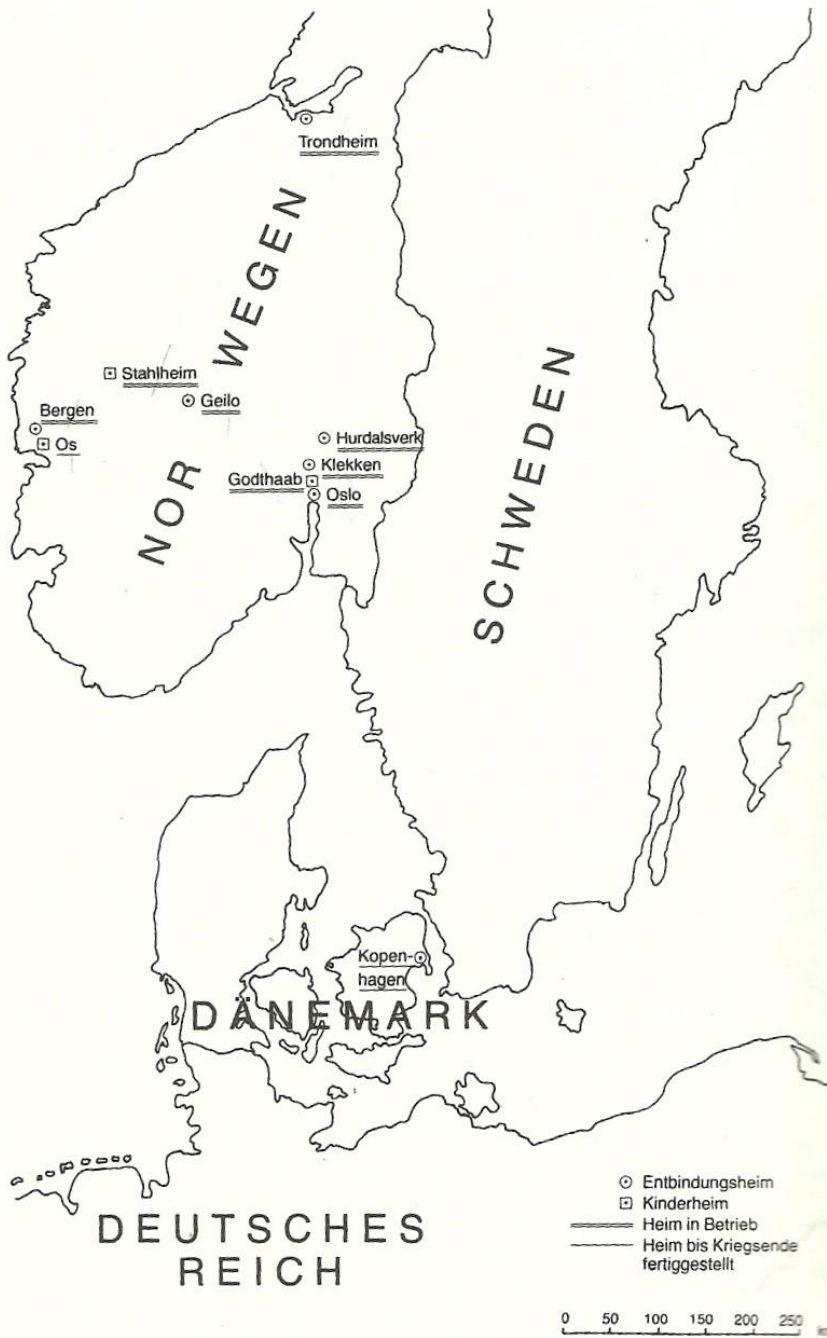 Trondheim
NOR WEGEN
Stahlheim
Geilo
Bergen
Os
Hurdalsverk
Klekken
Godthaab
Oslo
SCHWEDEN
Kopen-
hagen
DÄNEMARK
DEUTSCHES
REICH
Entbindungsheim
Kinderheim
Heim in Betrieb
Heim bis Kriegsende
fertiggestellt
0 50 100 150 200 250